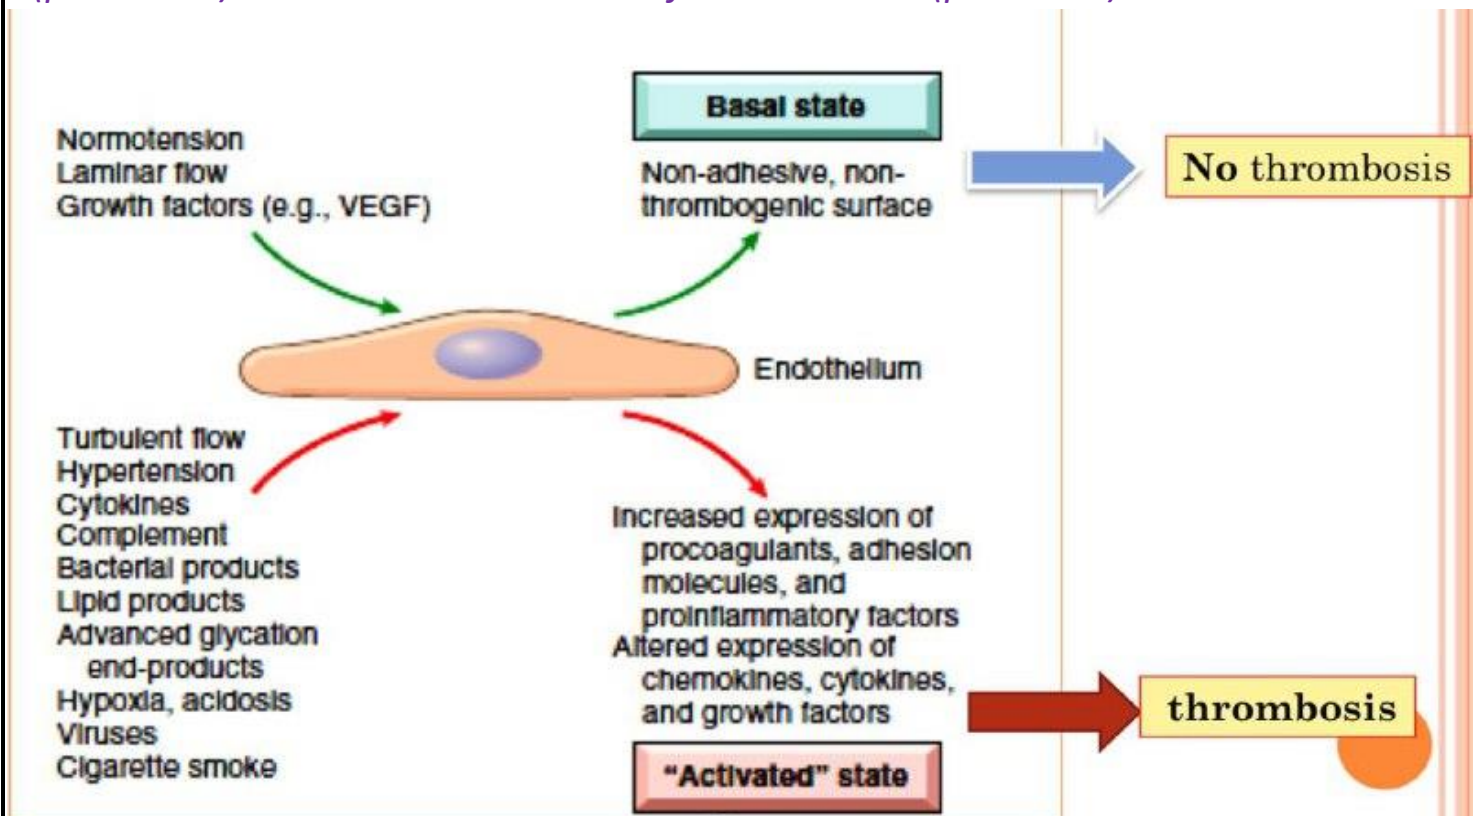 Basal state
Normotension
Laminar flow
Growth factors (e.g., VEGF)
Non-adhesive, non-
thrombogenic surface
No thrombosis
Endothelium
Turbulent flow
Hypertension
Cytokines
Complement
Bacterial products
Lipid products
Advanced glycation
end-products
Hypoxia, acidosis
Viruses
Cigarette smoke
Increased expression of
procoagulants, adhesion
molecules, and
proinflammatory factors
Altered expression of
chemokines, cytokines,
and growth factors
thrombosis
“Activated” state